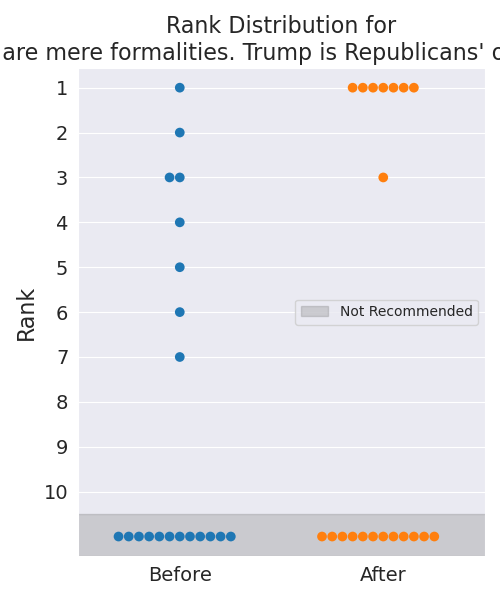 Rank Distribution for
are mere formalities. Trump is Republicans'
1
2
3
4
5
6
7
8
9
10
Rank
Not Recommended
Before
After